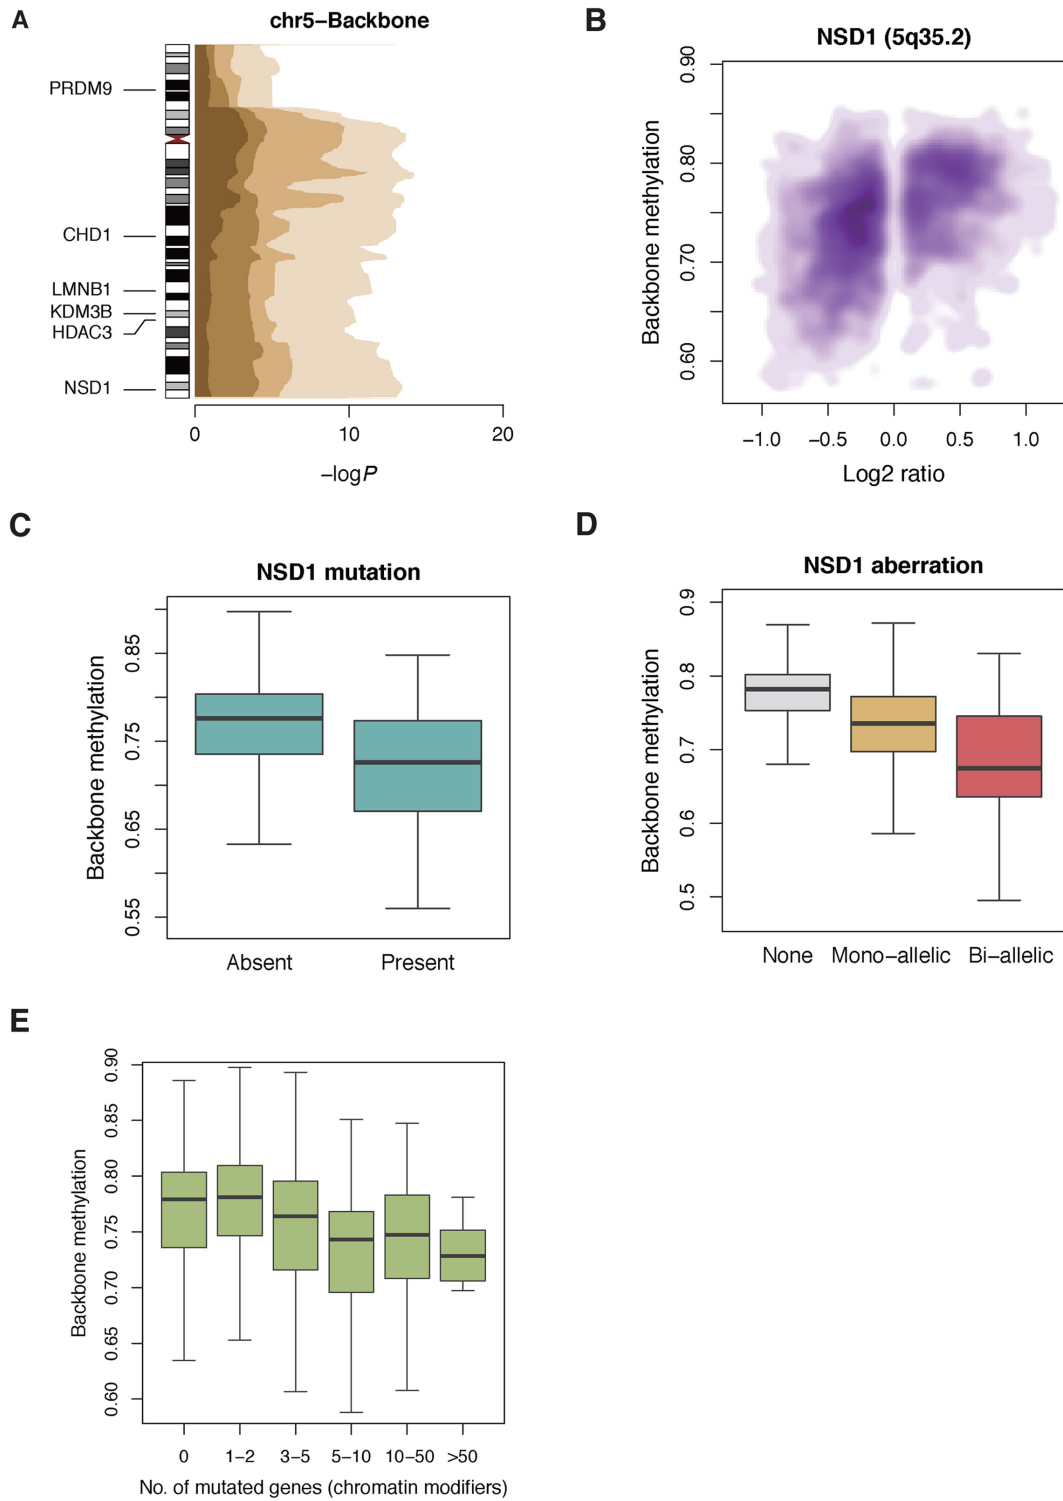 A
chr5–Backbone
PRDM9
CHD1
LMNB1
KDM3B
HDAC3
NSD1
0 10 20
–logP
B
NSD1 (5q35.2)
Backbone methylation
0.90
0.80
0.70
0.60
–1.0 –0.5 0.0 0.5 1.0
Log2 ratio
C
NSD1 mutation
Backbone methylation
0.85
0.75
0.65
0.55
Absent Present
D
NSD1 aberration
Backbone methylation
0.9
0.8
0.7
0.6
0.5
None Mono–allelic Bi–allelic
E
Backbone methylation
0.90
0.85
0.80
0.75
0.70
0.65
0.60
0 1–2 3–5 5–10 10–50 >50
No. of mutated genes (chromatin modifiers)